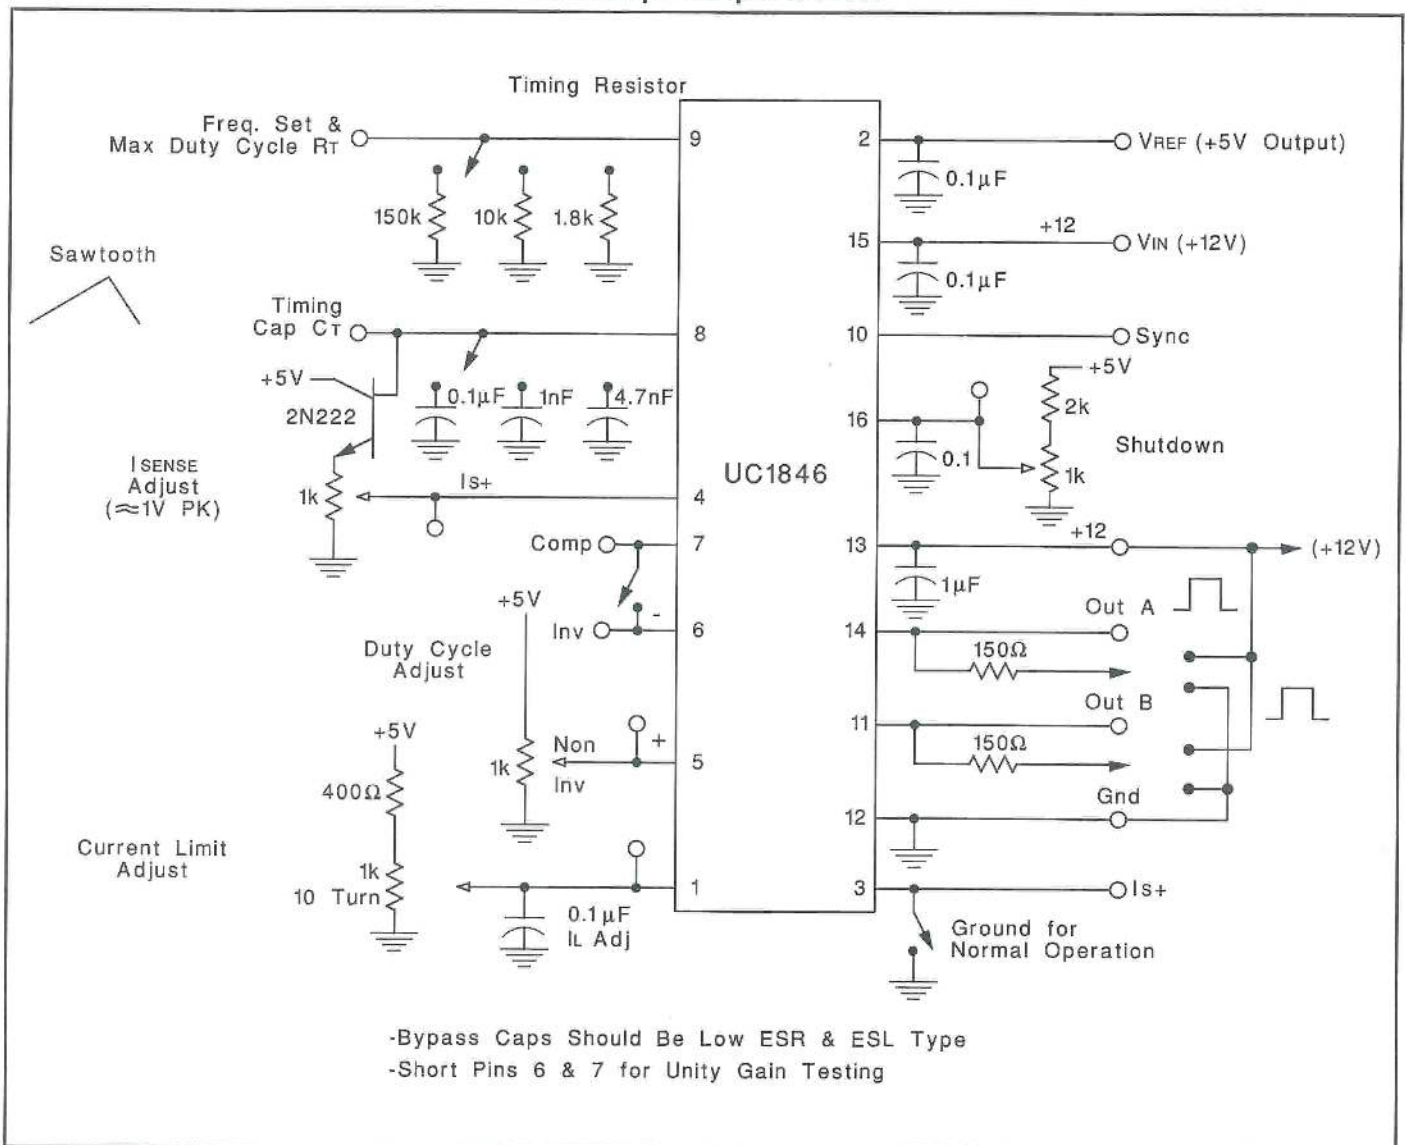 Timing Resistor
Freq. Set &
Max Duty Cycle RT
9
2
VREF (+5V Output)
0.1μF
150k
10k
1.8k
15
+12
VIN (+12V)
0.1μF
Sawtooth
Timing
Cap CT
8
10
Sync
+5V
2N222
0.1μF
1nF
4.7nF
+5V
2k
16
0.1
1k
Shutdown
UC1846
ISENSE
Adjust
(≈1V PK)
1k
IS+
4
Comp
7
13
+12
(+12V)
1μF
+5V
Inv
-
6
Out A
14
150Ω
Duty Cycle
Adjust
Out B
11
150Ω
+5V
1k
Non
Inv
+
5
400Ω
Gnd
12
Current Limit
Adjust
1k
10 Turn
1
0.1μF
IL Adj
3
IS+
Ground for
Normal Operation
-Bypass Caps Should Be Low ESR & ESL Type
-Short Pins 6 & 7 for Unity Gain Testing